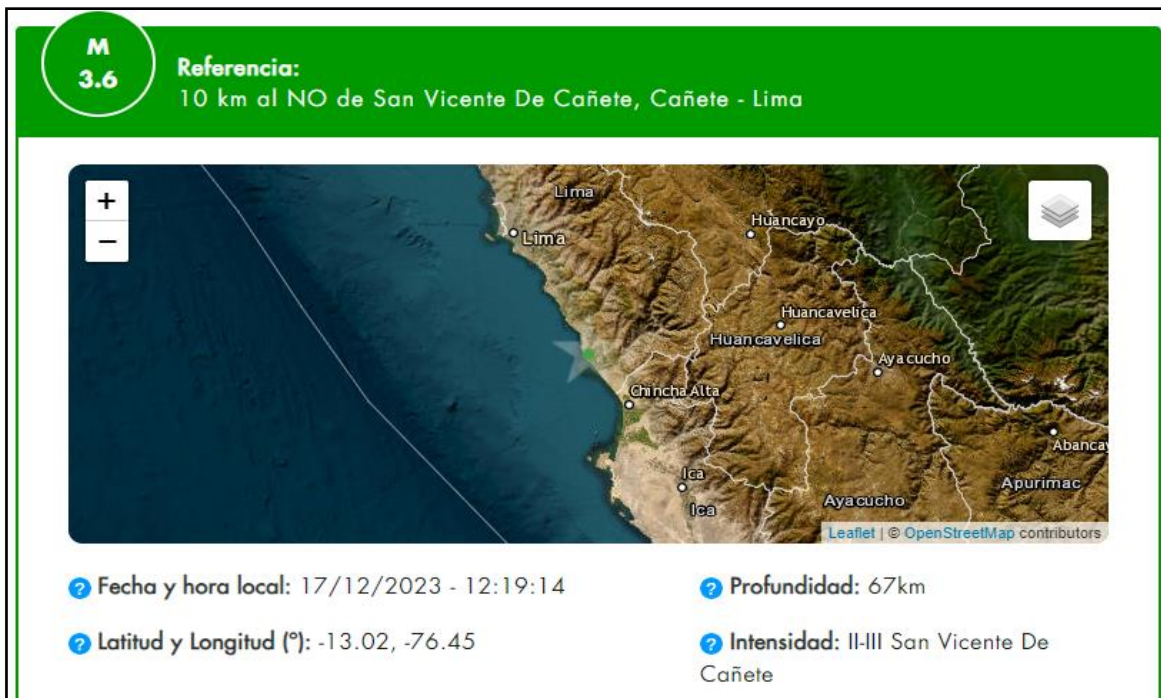 M
3.6
Referencia:
10 km al NO de San Vicente De Cañete, Cañete - Lima
+
−
Lima
Lima
Huancayo
Huancavelica
Huancavelica
Ayacucho
Chincha Alta
Abancay
Ica
Apurimac
Ica
Ayacucho
Leaflet | © OpenStreetMap contributors
Fecha y hora local: 17/12/2023 - 12:19:14
Profundidad: 67km
Latitud y Longitud (º): -13.02, -76.45
Intensidad: II-III San Vicente De
Cañete